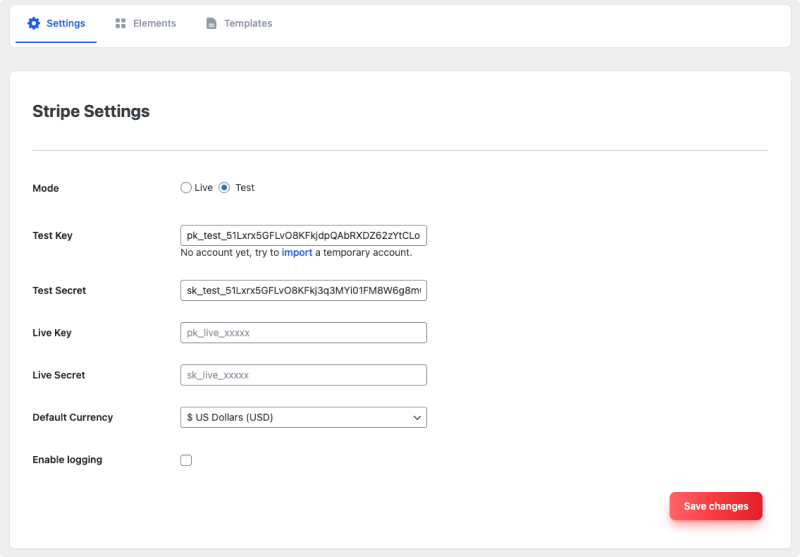 Settings Elements Templates
Stripe Settings
Mode Live Test
Test Key pk_test_51Lxrx5GFLvO8KFkjdpQAbRXDZ62zYtCLo
No account yet, try to import a temporary account.
Test Secret sk_test_51Lxrx5GFLvO8KFkj3q3MYi01FM8W6g8m
Live Key pk_live_xxxxx
Live Secret sk_live_xxxxx
Default Currency $ US Dollars (USD)
Enable logging
Save changes